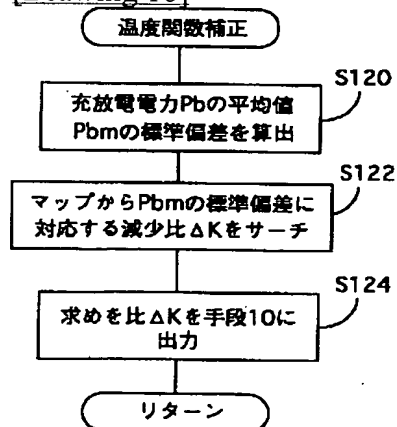 温度関数補正
S120
充放電電力Pbの平均値
Pbmの標準偏差を算出
S122
マップからPbmの標準偏差に
対応する減少比ΔKをサーチ
S124
求めを比ΔKを手段10に
出力
リターン